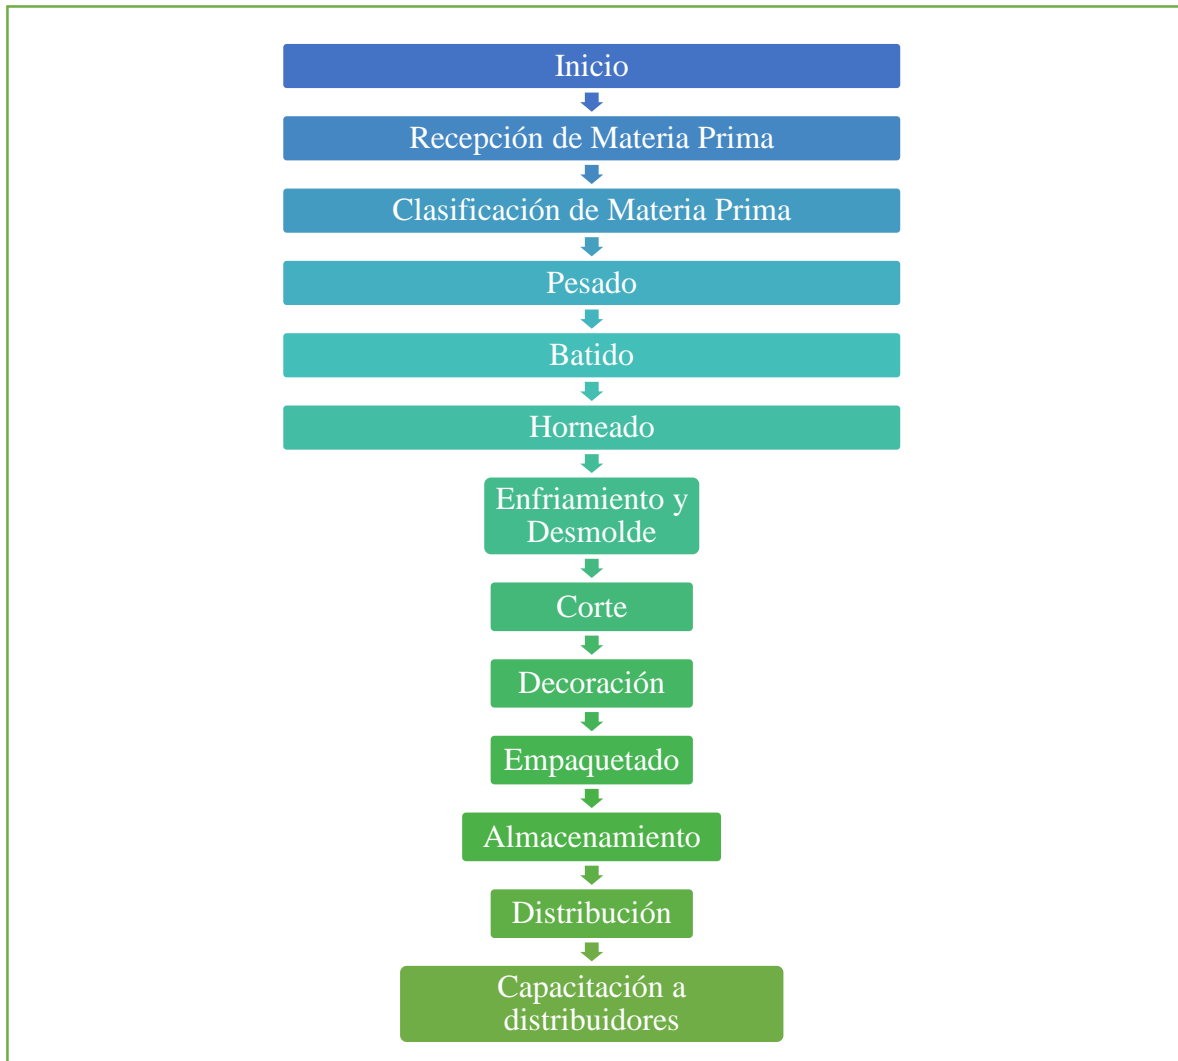 Inicio
Recepción de Materia Prima
Clasificación de Materia Prima
Pesado
Batido
Horneado
Enfriamiento y
Desmolde
Corte
Decoración
Empaquetado
Almacenamiento
Distribución
Capacitación a
distribuidores